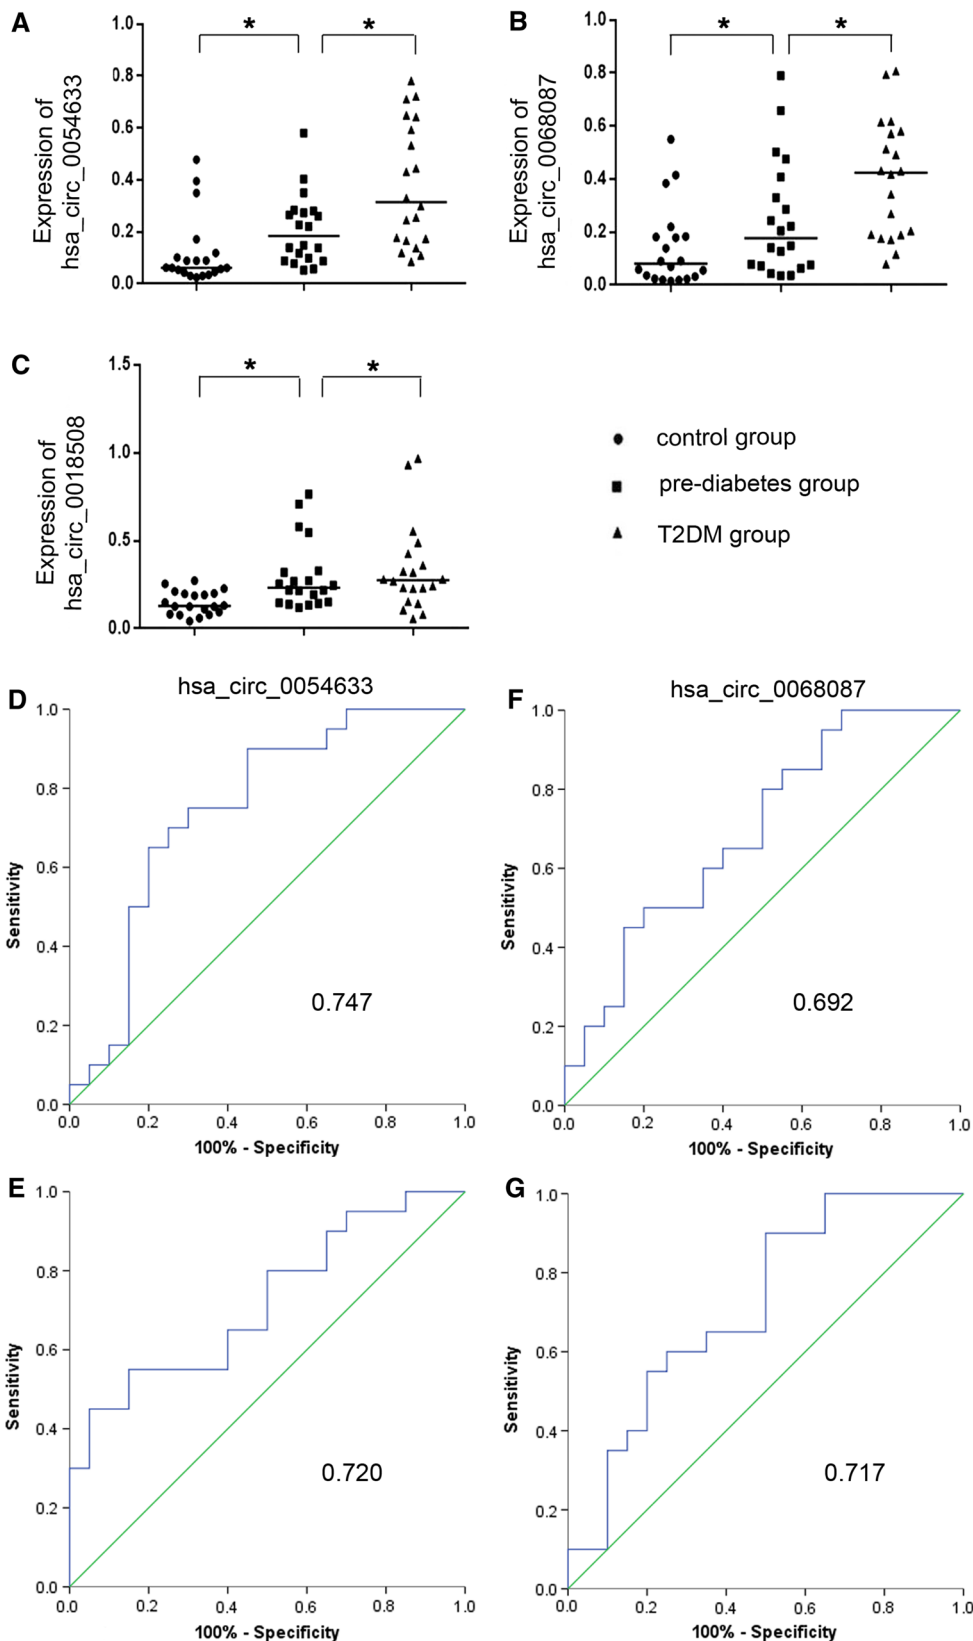 A
Expression of
hsa_circ_0054633
1.0
0.8
0.6
0.4
0.2
0.0
*
*
B
Expression of
hsa_circ_0068087
1.0
0.8
0.6
0.4
0.2
0.0
*
*
C
Expression of
hsa_circ_0018508
1.5
1.0
0.5
0.0
*
*
control group
pre-diabetes group
T2DM group
D
hsa_circ_0054633
Sensitivity
1.0
0.8
0.6
0.4
0.2
0.0
0.747
0.0 0.2 0.4 0.6 0.8 1.0
100% - Specificity
F
hsa_circ_0068087
Sensitivity
1.0
0.8
0.6
0.4
0.2
0.0
0.692
0.0 0.2 0.4 0.6 0.8 1.0
100% - Specificity
E
Sensitivity
1.0
0.8
0.6
0.4
0.2
0.0
0.720
0.0 0.2 0.4 0.6 0.8 1.0
100% - Specificity
G
Sensitivity
1.0
0.8
0.6
0.4
0.2
0.0
0.717
0.0 0.2 0.4 0.6 0.8 1.0
100% - Specificity